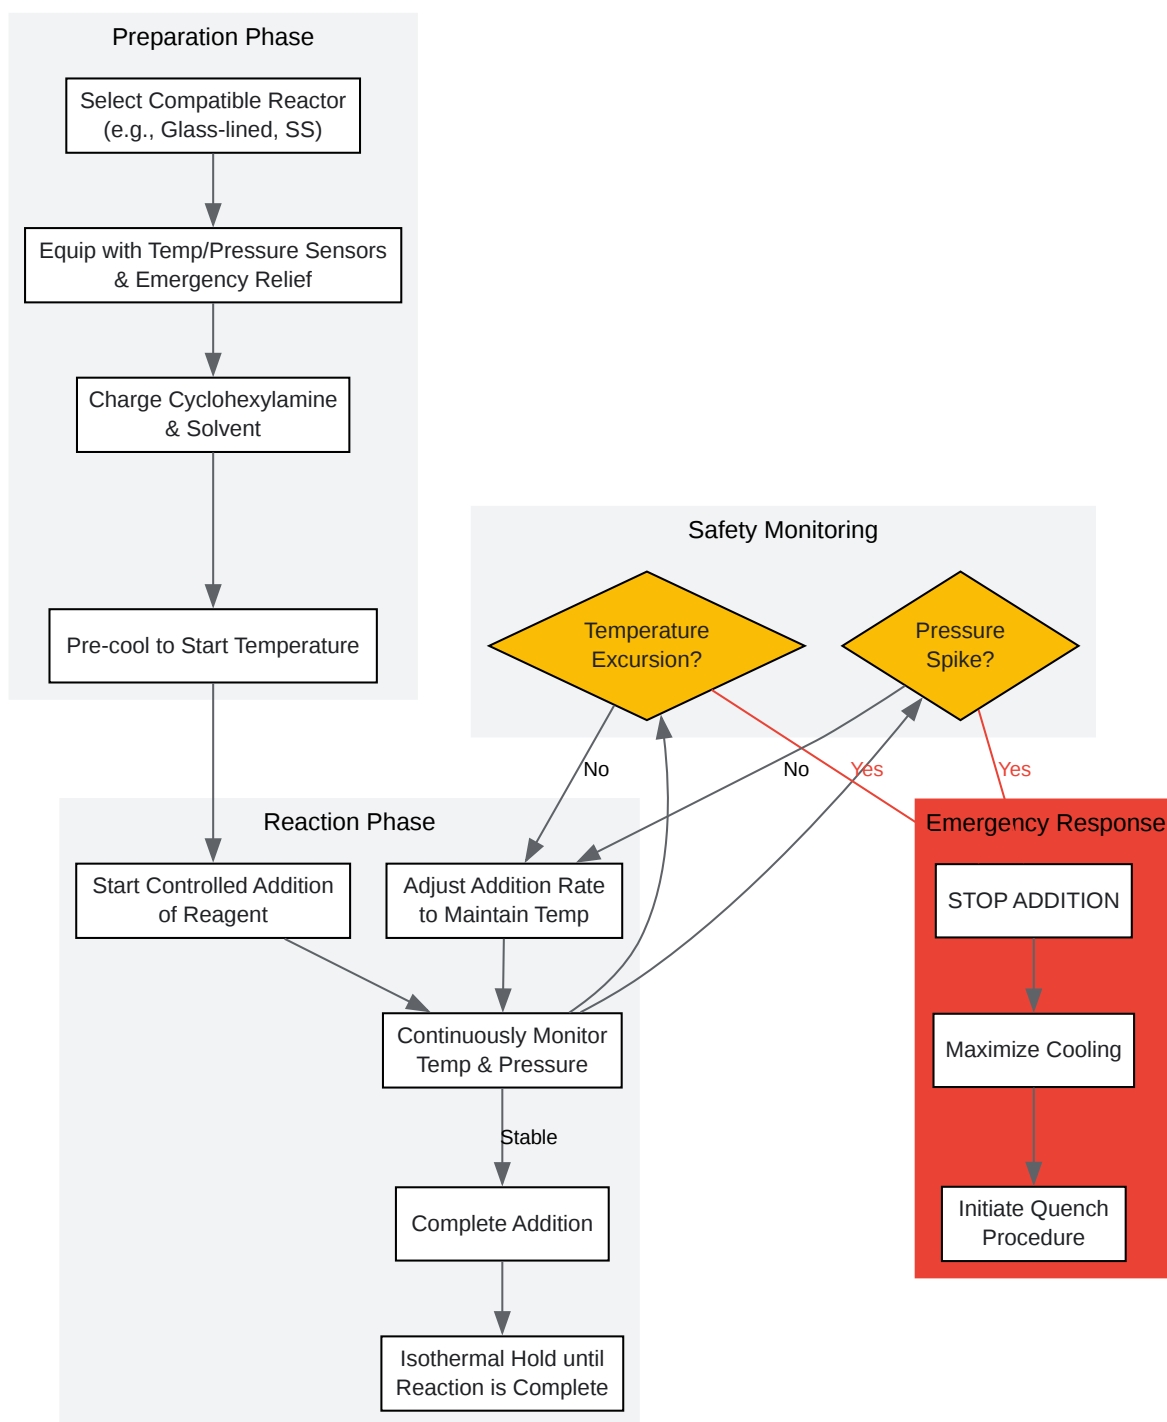 Preparation Phase
Select Compatible Reactor
(e.g., Glass-lined, SS)
Equip with Temp/Pressure Sensors
& Emergency Relief
Charge Cyclohexylamine
& Solvent
Pre-cool to Start Temperature
Safety Monitoring
Temperature
Excursion?
Pressure
Spike?
No
No
Yes
Yes
Reaction Phase
Start Controlled Addition
of Reagent
Adjust Addition Rate
to Maintain Temp
Continuously Monitor
Temp & Pressure
Stable
Complete Addition
Isothermal Hold until
Reaction is Complete
Emergency Response
STOP ADDITION
Maximize Cooling
Initiate Quench
Procedure